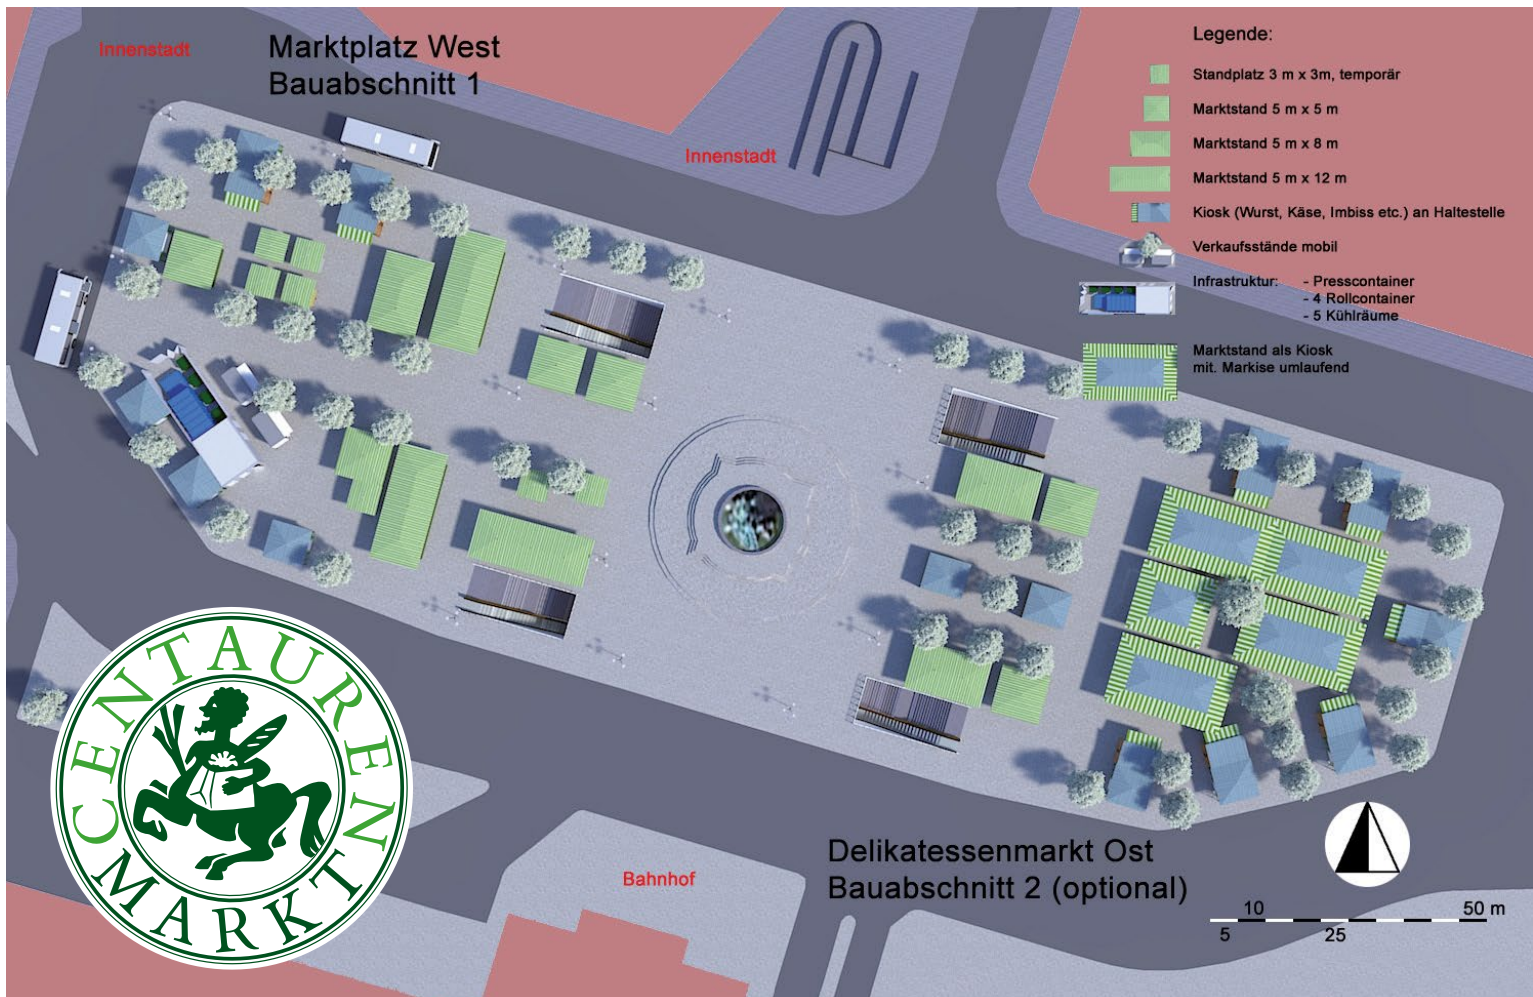 Innenstadt
Marktplatz West
Bauabschnitt 1
Innenstadt
Legende:
Standplatz 3 m x 3m, temporär
Marktstand 5 m x 5 m
Marktstand 5 m x 8 m
Marktstand 5 m x 12 m
Kiosk (Wurst, Käse, Imbiss etc.) an Haltestelle
Verkaufsstände mobil
Infrastruktur: - Presscontainer
- 4 Rollcontainer
- 5 Kühlräume
Marktstand als Kiosk
mit. Markise umlaufend
CENTAUREN
MARKT
Bahnhof
Delikatessenmarkt Ost
Bauabschnitt 2 (optional)
10 50 m
5 25